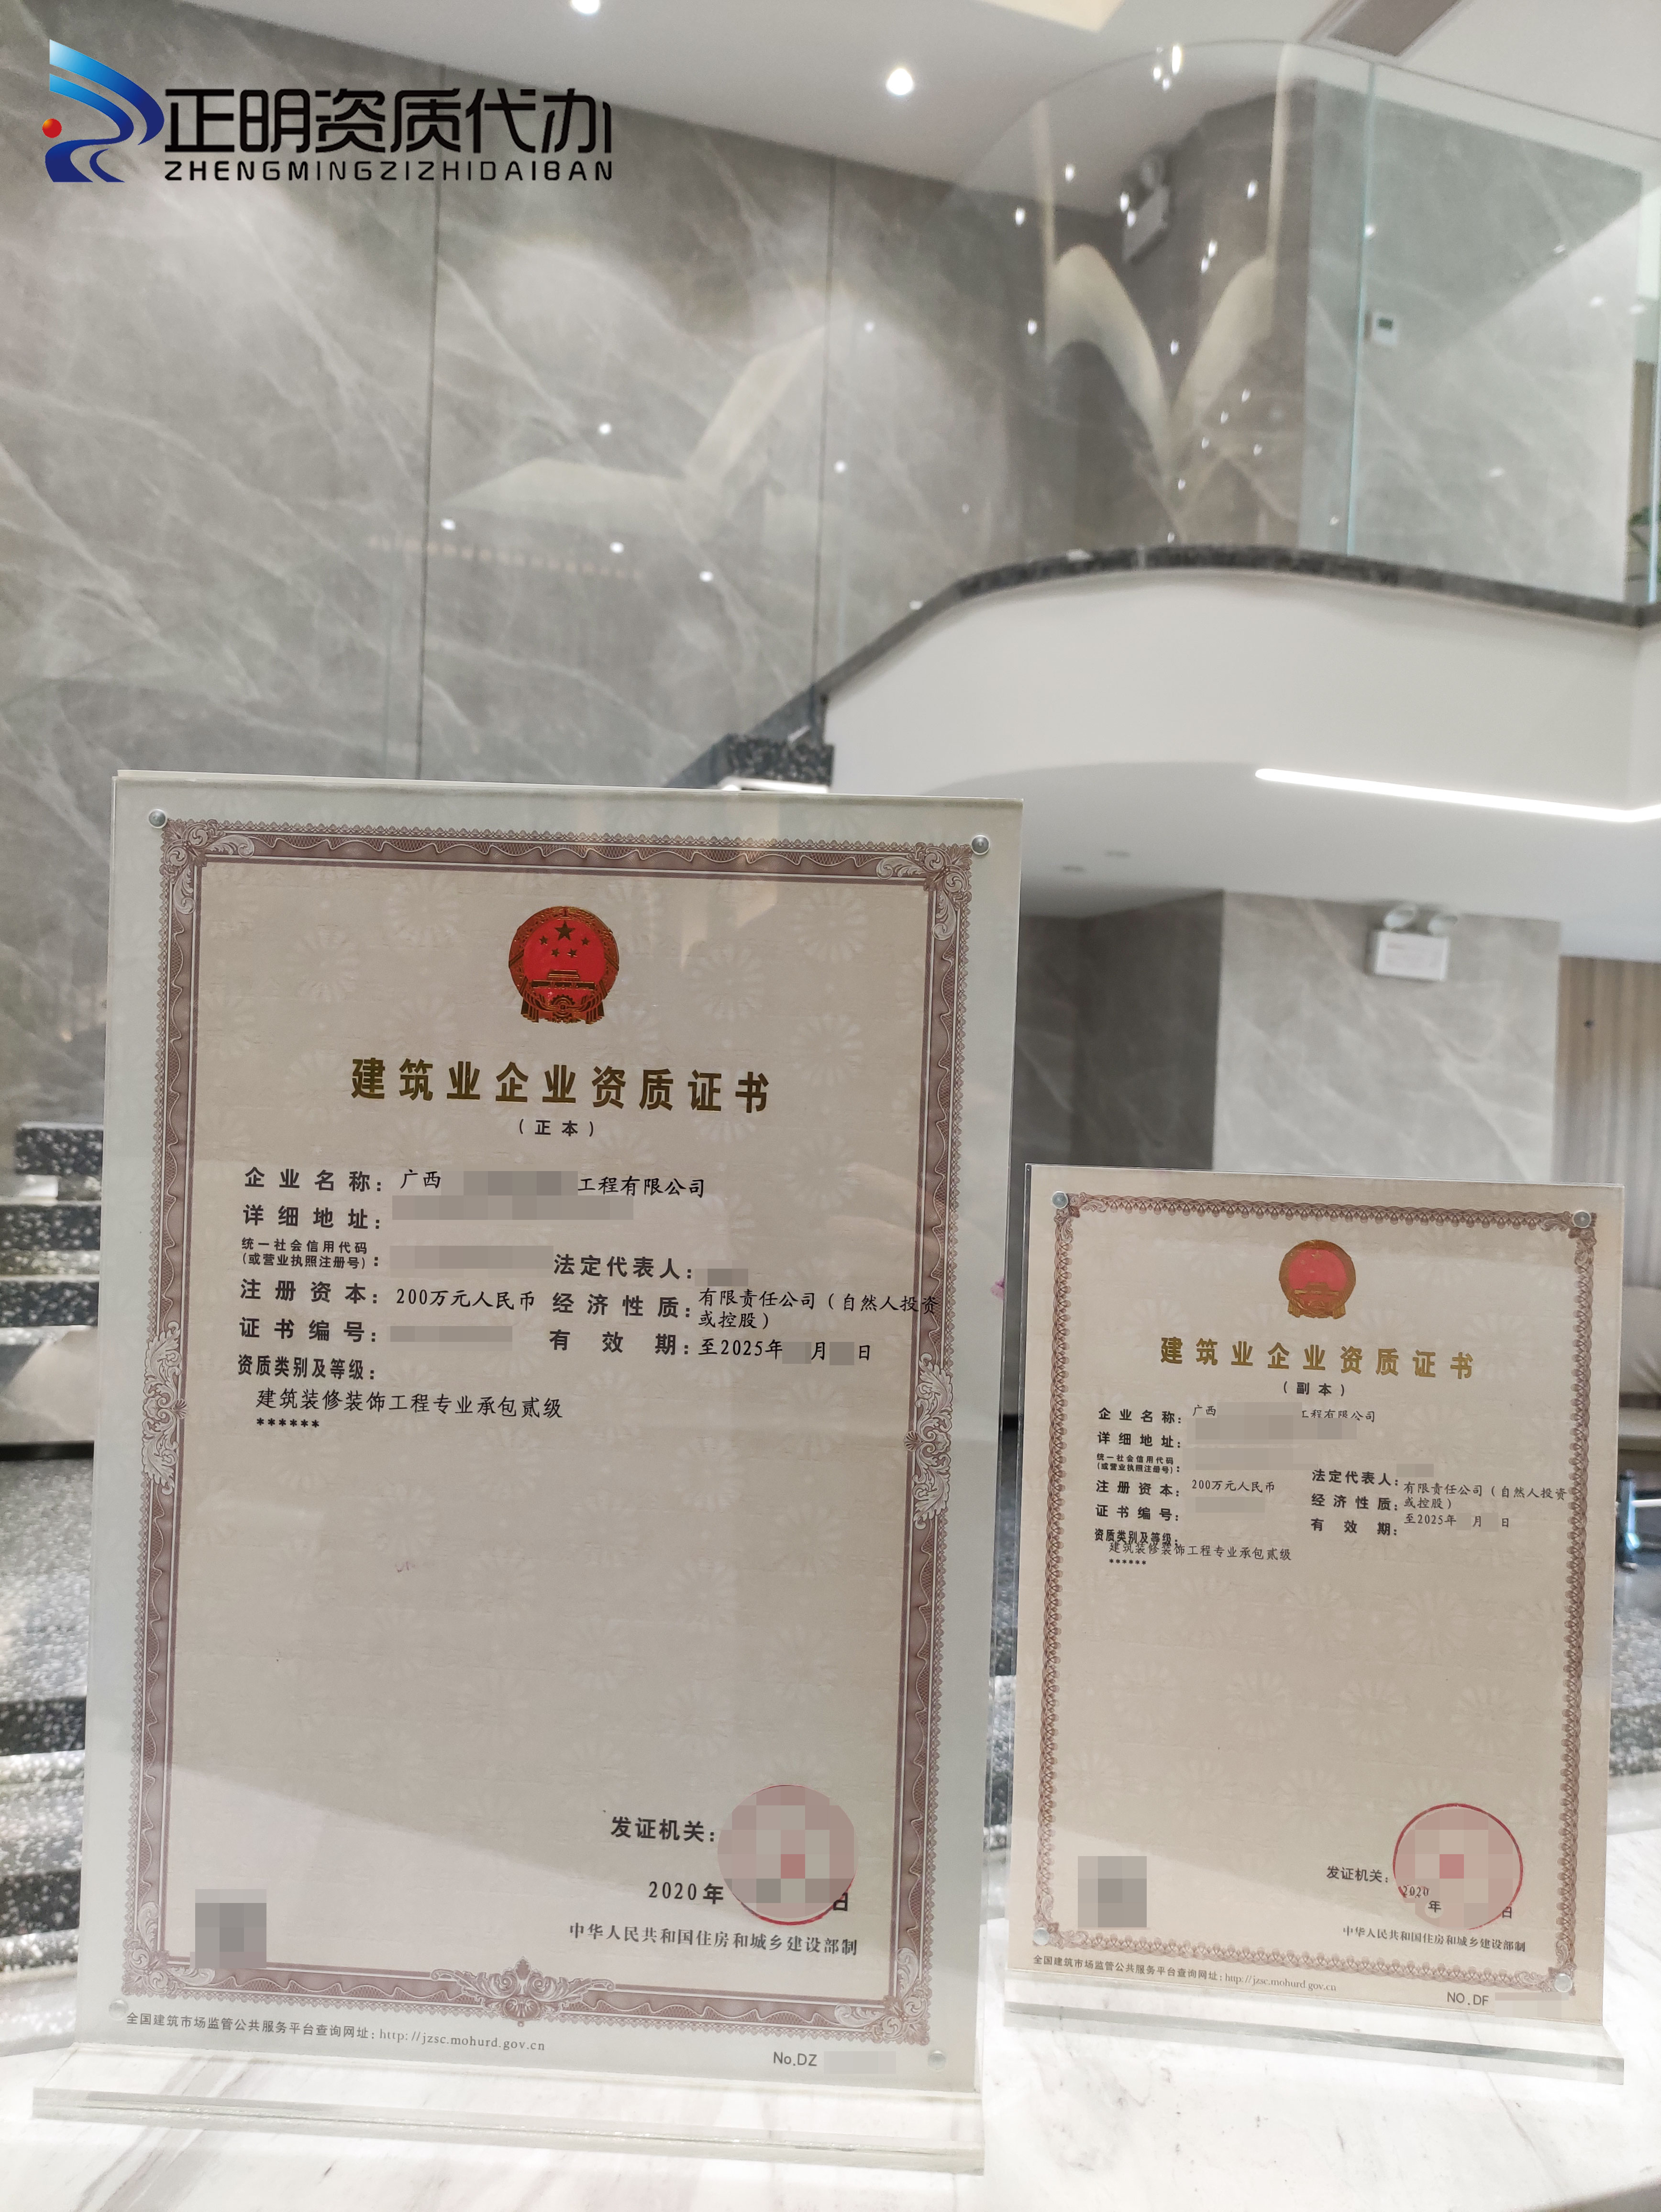 正明资质代办
ZHENGMINGZIZHIDAIBAN
建筑业企业资质证书
（正本）
企业名称：广西 工程有限公司
详细地址：
统一社会信用代码
（或营业执照注册号）：
法定代表人：
注册资本：200万元人民币 经济性质：有限责任公司（自然人投资
或控股）
证书编号： 有效期：至2025年 月 日
资质类别及等级：
建筑装修装饰工程专业承包贰级
******
发证机关：
2020年 日
中华人民共和国住房和城乡建设部制
全国建筑市场监管公共服务平台查询网址：http://jzsc.mohurd.gov.cn
No.DZ
建筑业企业资质证书
（副本）
企业名称：广西 工程有限公司
详细地址：
统一社会信用代码
（或营业执照注册号）：
法定代表人：
注册资本：200万元人民币 经济性质：有限责任公司（自然人投资
或控股）
证书编号： 有效期：至2025年 月 日
资质类别及等级：
建筑装修装饰工程专业承包贰级
******
发证机关：
2020 年 日
中华人民共和国住房和城乡建设部制
全国建筑市场监管公共服务平台查询网址：http://jzsc.mohurd.gov.cn
NO.DF